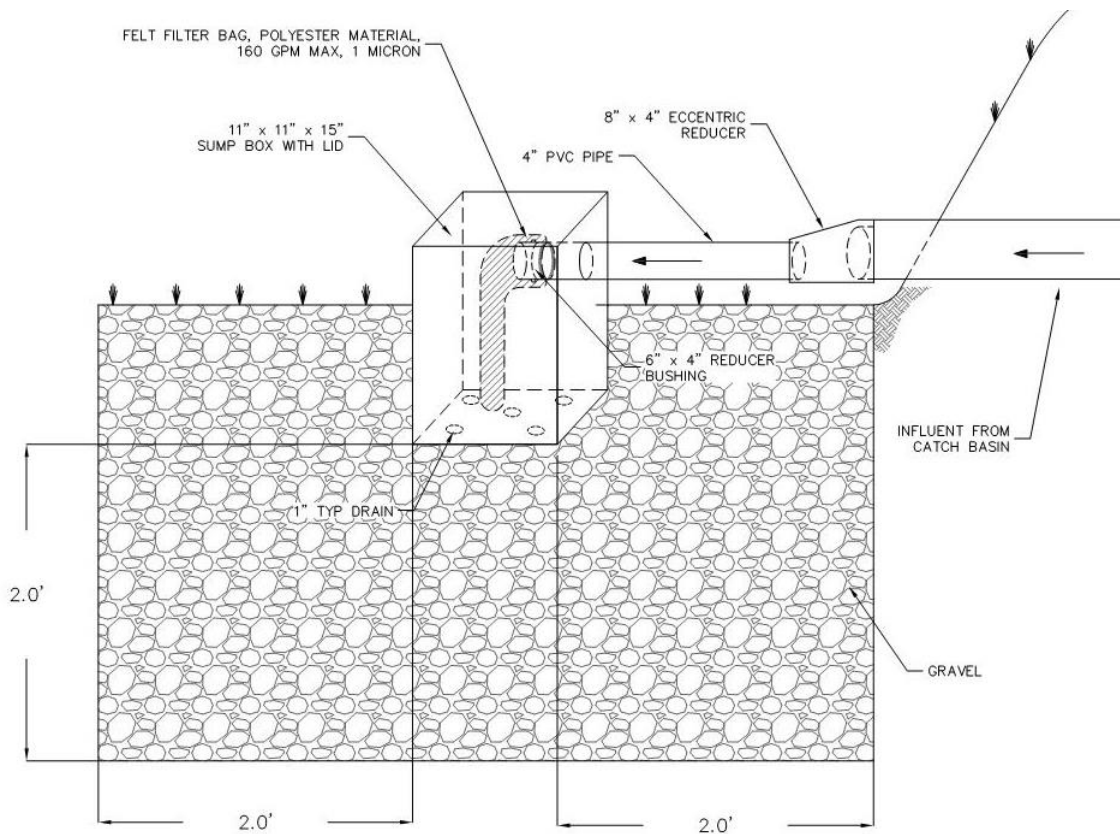 FELT FILTER BAG, POLYESTER MATERIAL,
160 GPM MAX, 1 MICRON
11" x 11" x 15"
SUMP BOX WITH LID
8" x 4" ECCENTRIC
REDUCER
4" PVC PIPE
6" x 4" REDUCER
BUSHING
INFLUENT FROM
CATCH BASIN
1" TYP DRAIN
2.0'
GRAVEL
2.0'
2.0'